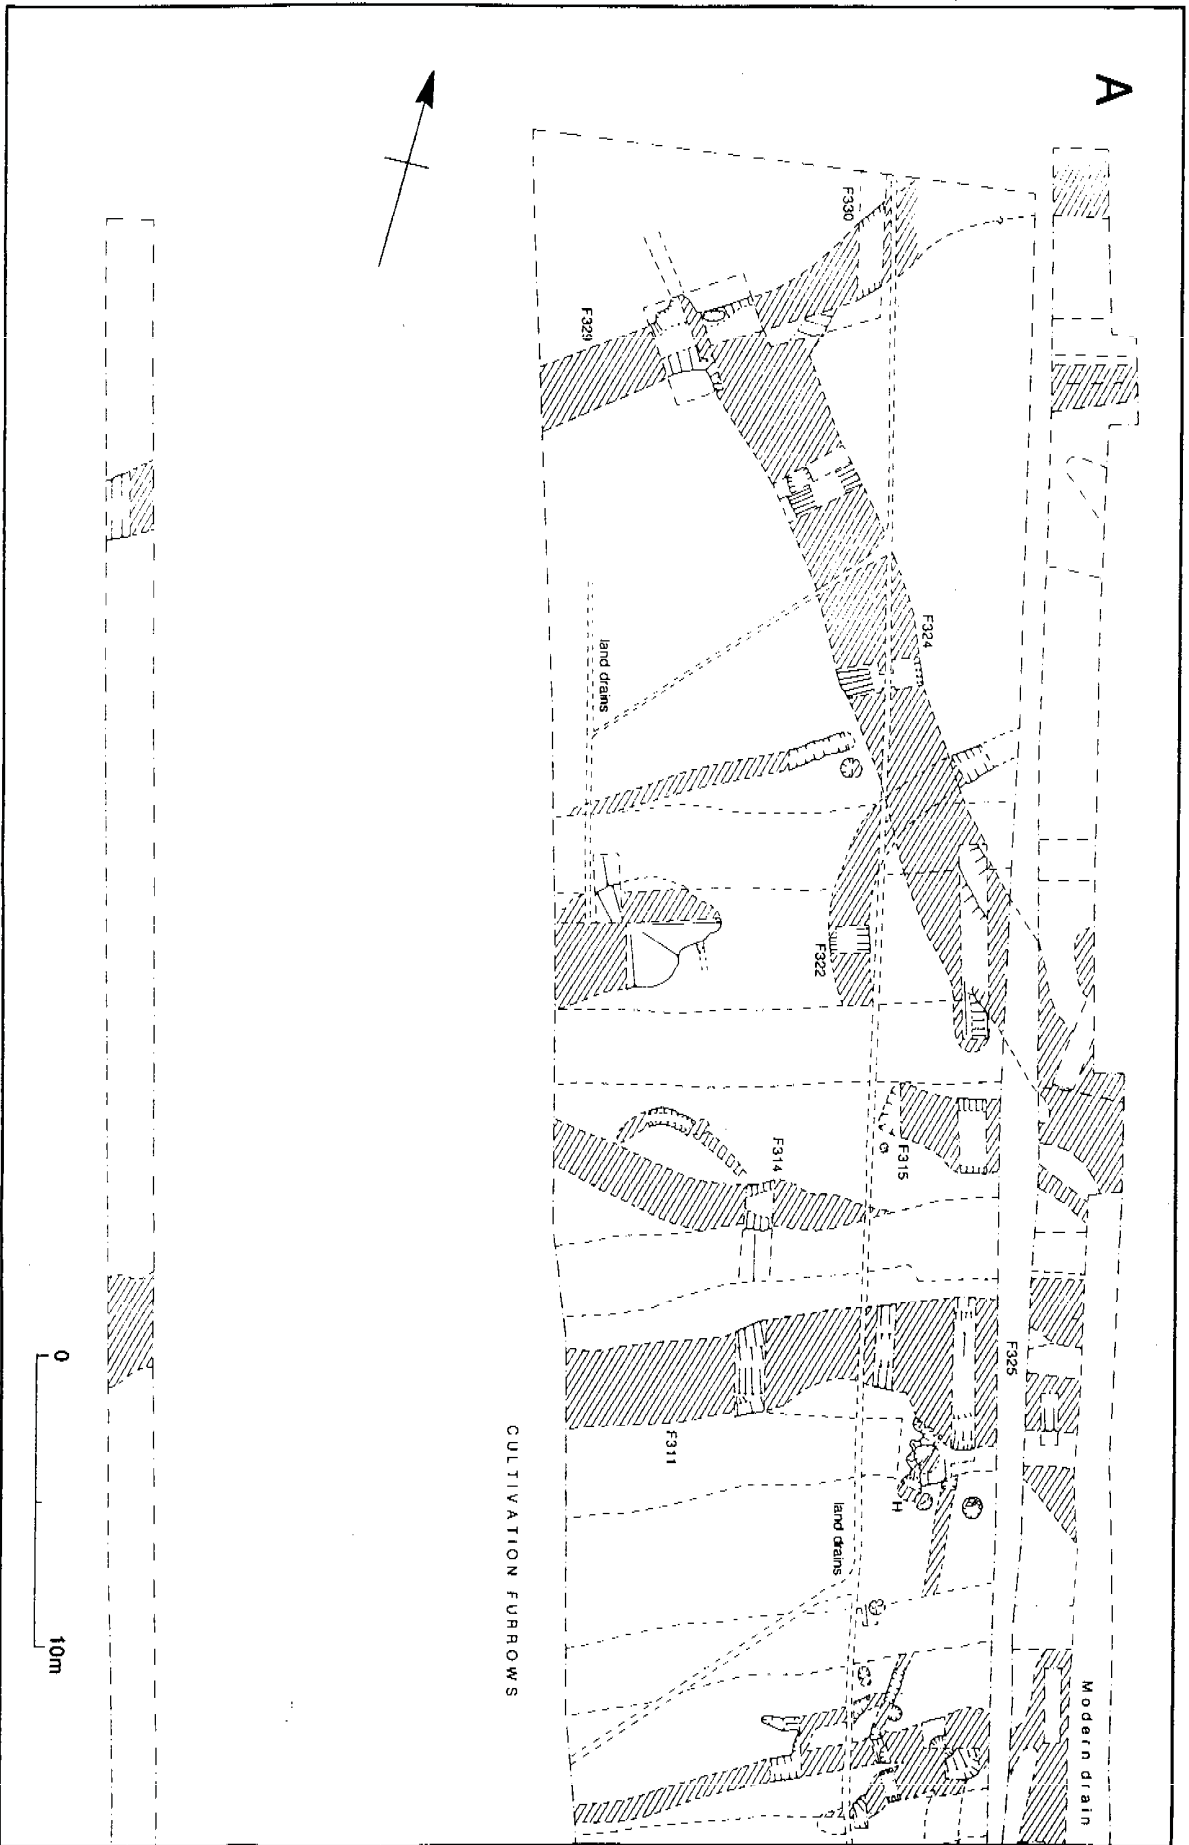 A
F330
F329
F324
land drains
F322
F315
F314
F325
F311
H
land drains
CULTIVATION FURROWS
Modern drain
0
10m